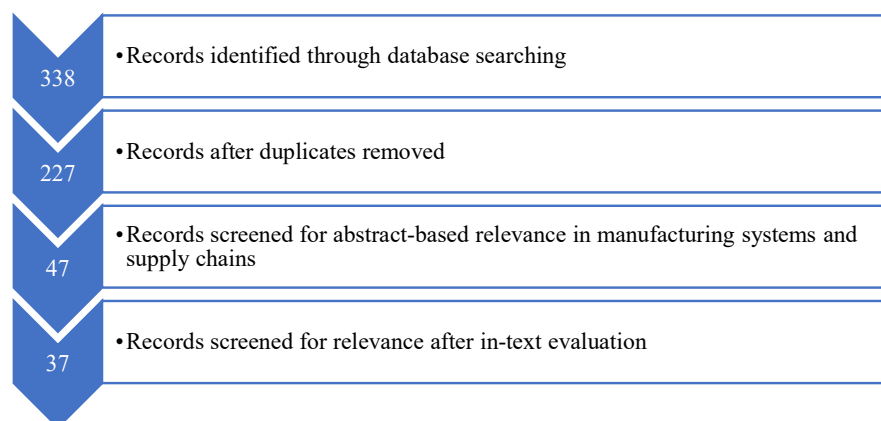 338
•Records identified through database searching
227
•Records after duplicates removed
47
•Records screened for abstract-based relevance in manufacturing systems and
supply chains
37
•Records screened for relevance after in-text evaluation